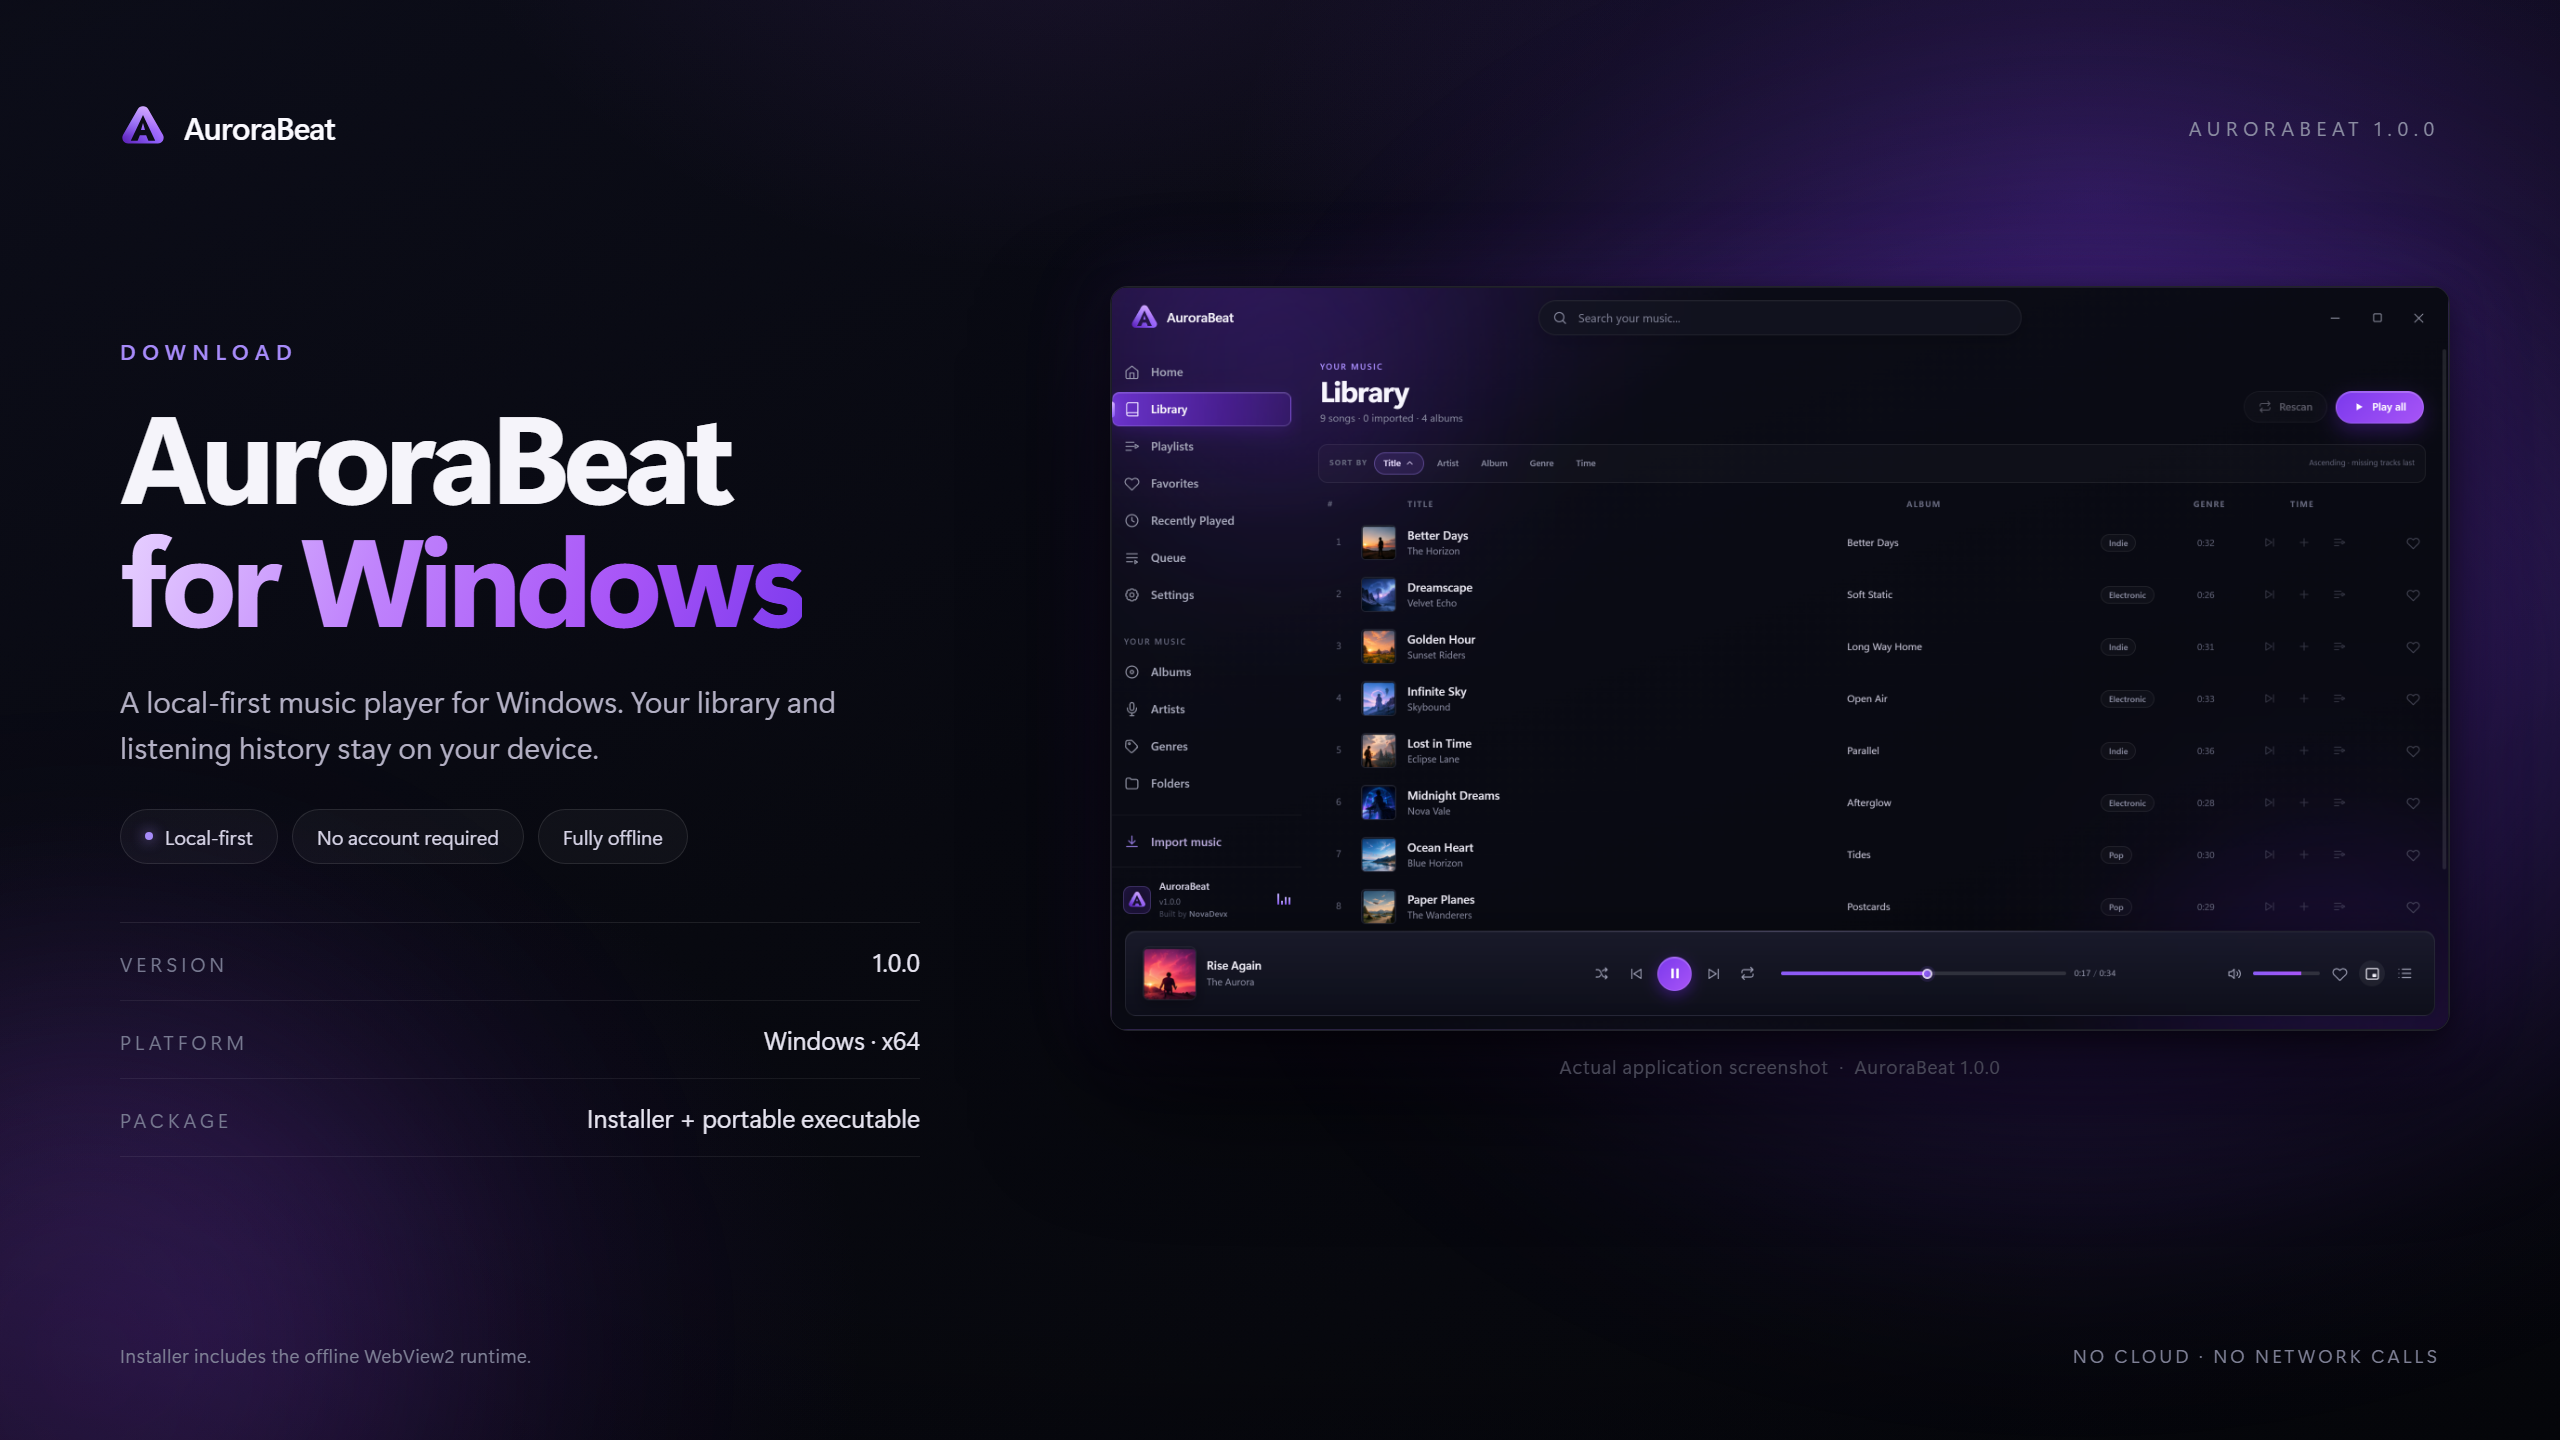 AuroraBeat
AURORABEAT 1.0.0
DOWNLOAD
AuroraBeat
for Windows
A local-first music player for Windows. Your library and
listening history stay on your device.
Local-first
No account required
Fully offline
VERSION 1.0.0
PLATFORM Windows · x64
PACKAGE Installer + portable executable
Installer includes the offline WebView2 runtime.
AuroraBeat
Search your music...
Home
Library
Playlists
Favorites
Recently Played
Queue
Settings
YOUR MUSIC
Albums
Artists
Genres
Folders
Import music
AuroraBeat
v1.0.0
Built by NovaDevx
YOUR MUSIC
Library
9 songs · 0 imported · 4 albums
Rescan
Play all
SORT BY Title Artist Album Genre Time
Ascending · missing tracks last
# TITLE ALBUM GENRE TIME
1 Better Days Better Days Indie 0:32
The Horizon
2 Dreamscape Soft Static Electronic 0:26
Velvet Echo
3 Golden Hour Long Way Home Indie 0:31
Sunset Riders
4 Infinite Sky Open Air Electronic 0:33
Skybound
5 Lost in Time Parallel Indie 0:36
Eclipse Lane
6 Midnight Dreams Afterglow Electronic 0:28
Nova Vale
7 Ocean Heart Tides Pop 0:30
Blue Horizon
8 Paper Planes Postcards Pop 0:29
The Wanderers
Rise Again
The Aurora
0:17 / 0:34
Actual application screenshot · AuroraBeat 1.0.0
NO CLOUD · NO NETWORK CALLS